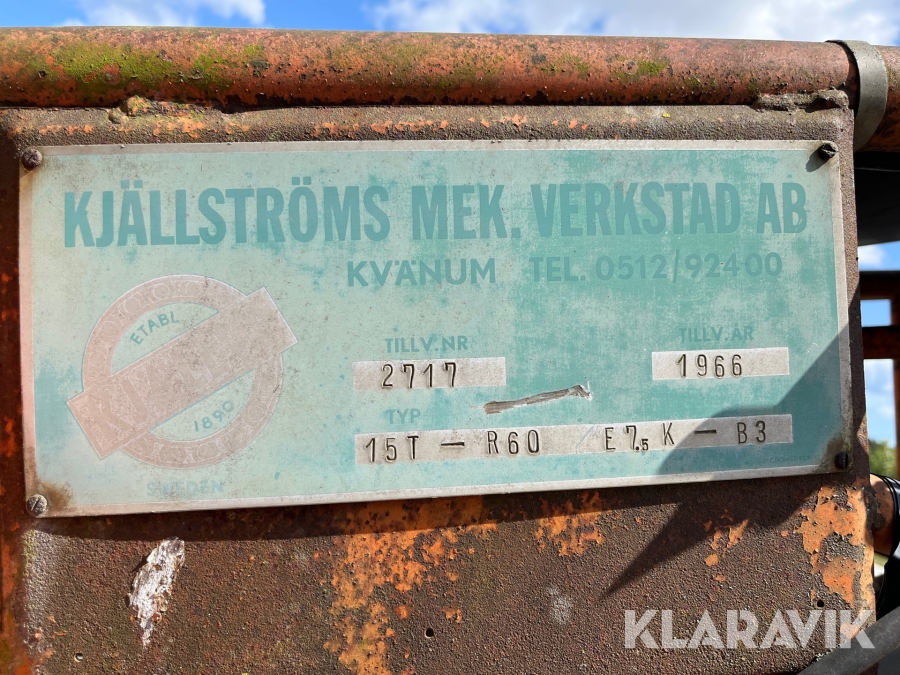 KJÄLLSTRÖMS MEK. VERKSTAD AB
KVÄNUM TEL. 0512/92400
ETABL
1890
SWEDEN
TILLV. NR
2717
TILLV. ÅR
1966
TYP
15T — R60 E7.5 K — B3
KLARAVIK